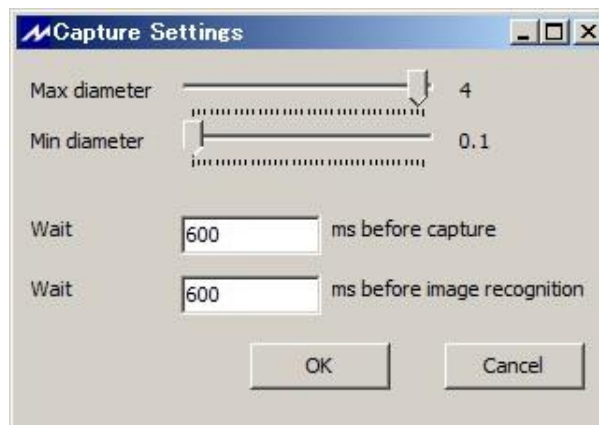 Capture Settings
Max diameter 4
Min diameter 0.1
Wait 600 ms before capture
Wait 600 ms before image recognition
OK Cancel